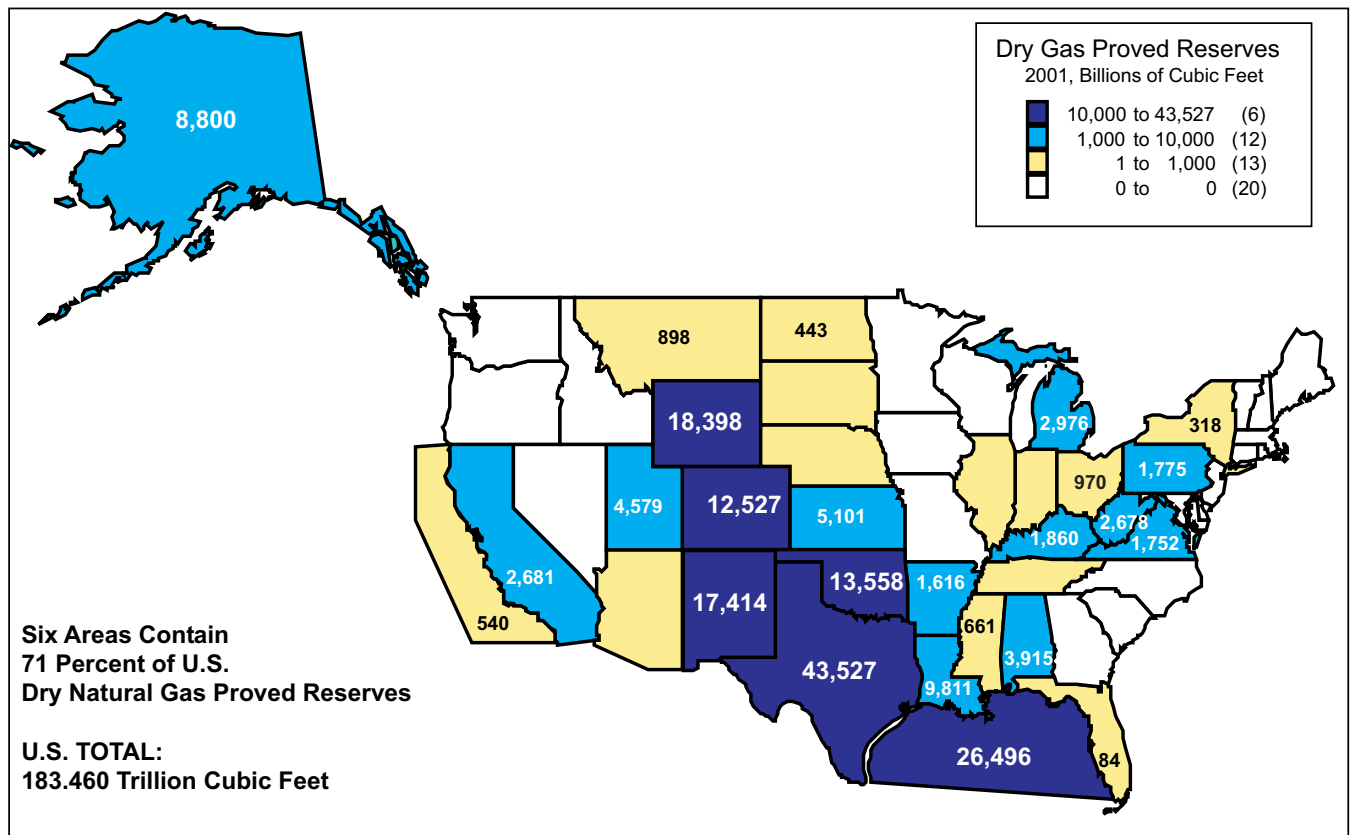 Dry Gas Proved Reserves
2001, Billions of Cubic Feet
10,000 to 43,527 (6)
1,000 to 10,000 (12)
1 to 1,000 (13)
0 to 0 (20)
8,800
898
443
18,398
2,976
318
4,579
12,527
5,101
970
1,775
2,678
1,860
1,752
2,681
17,414
13,558
1,616
540
661
43,527
9,811
3,915
26,496
84
Six Areas Contain
71 Percent of U.S.
Dry Natural Gas Proved Reserves
U.S. TOTAL:
183.460 Trillion Cubic Feet